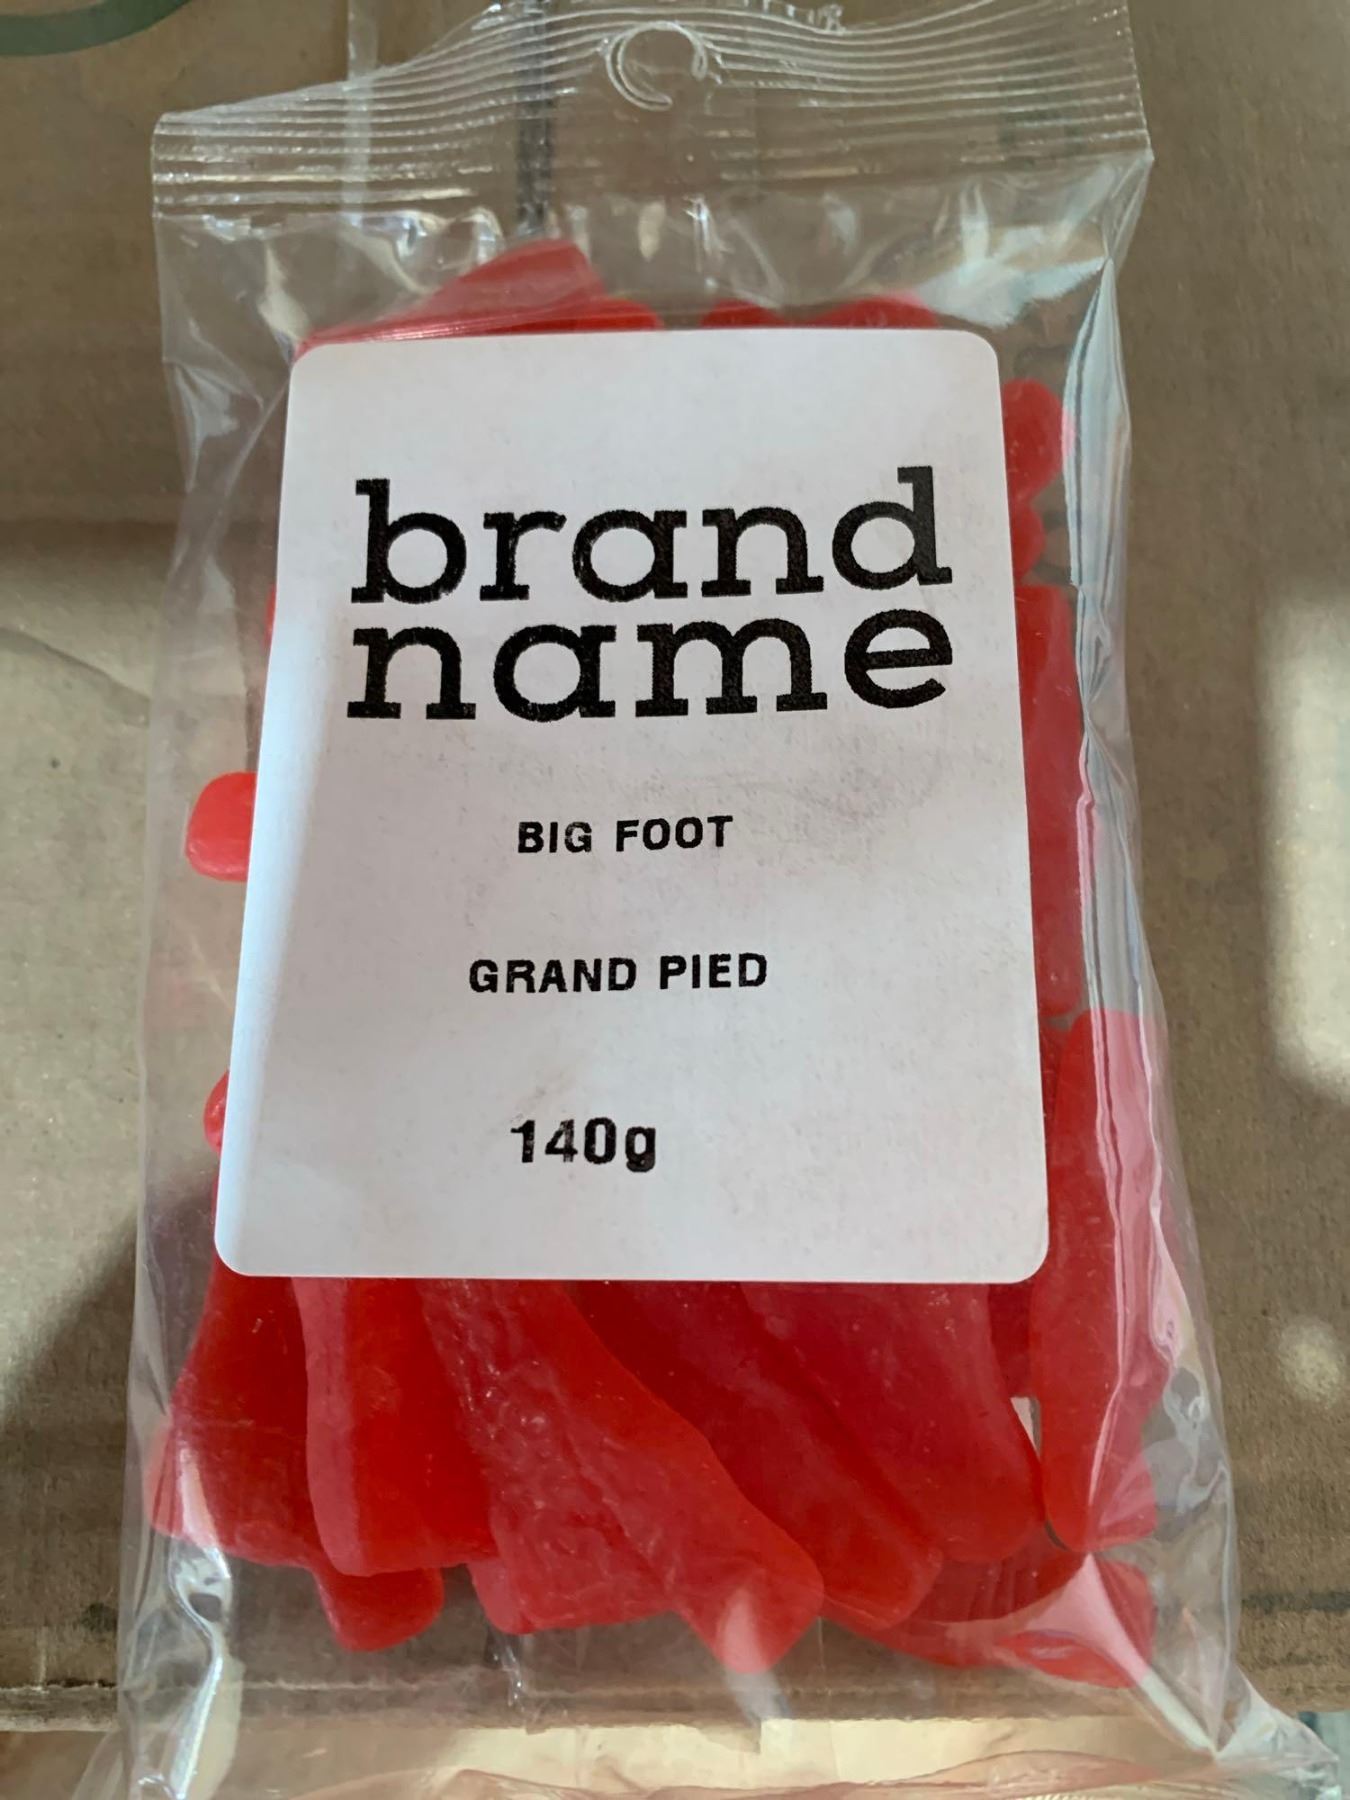 brand
name
BIG FOOT
GRAND PIED
140g